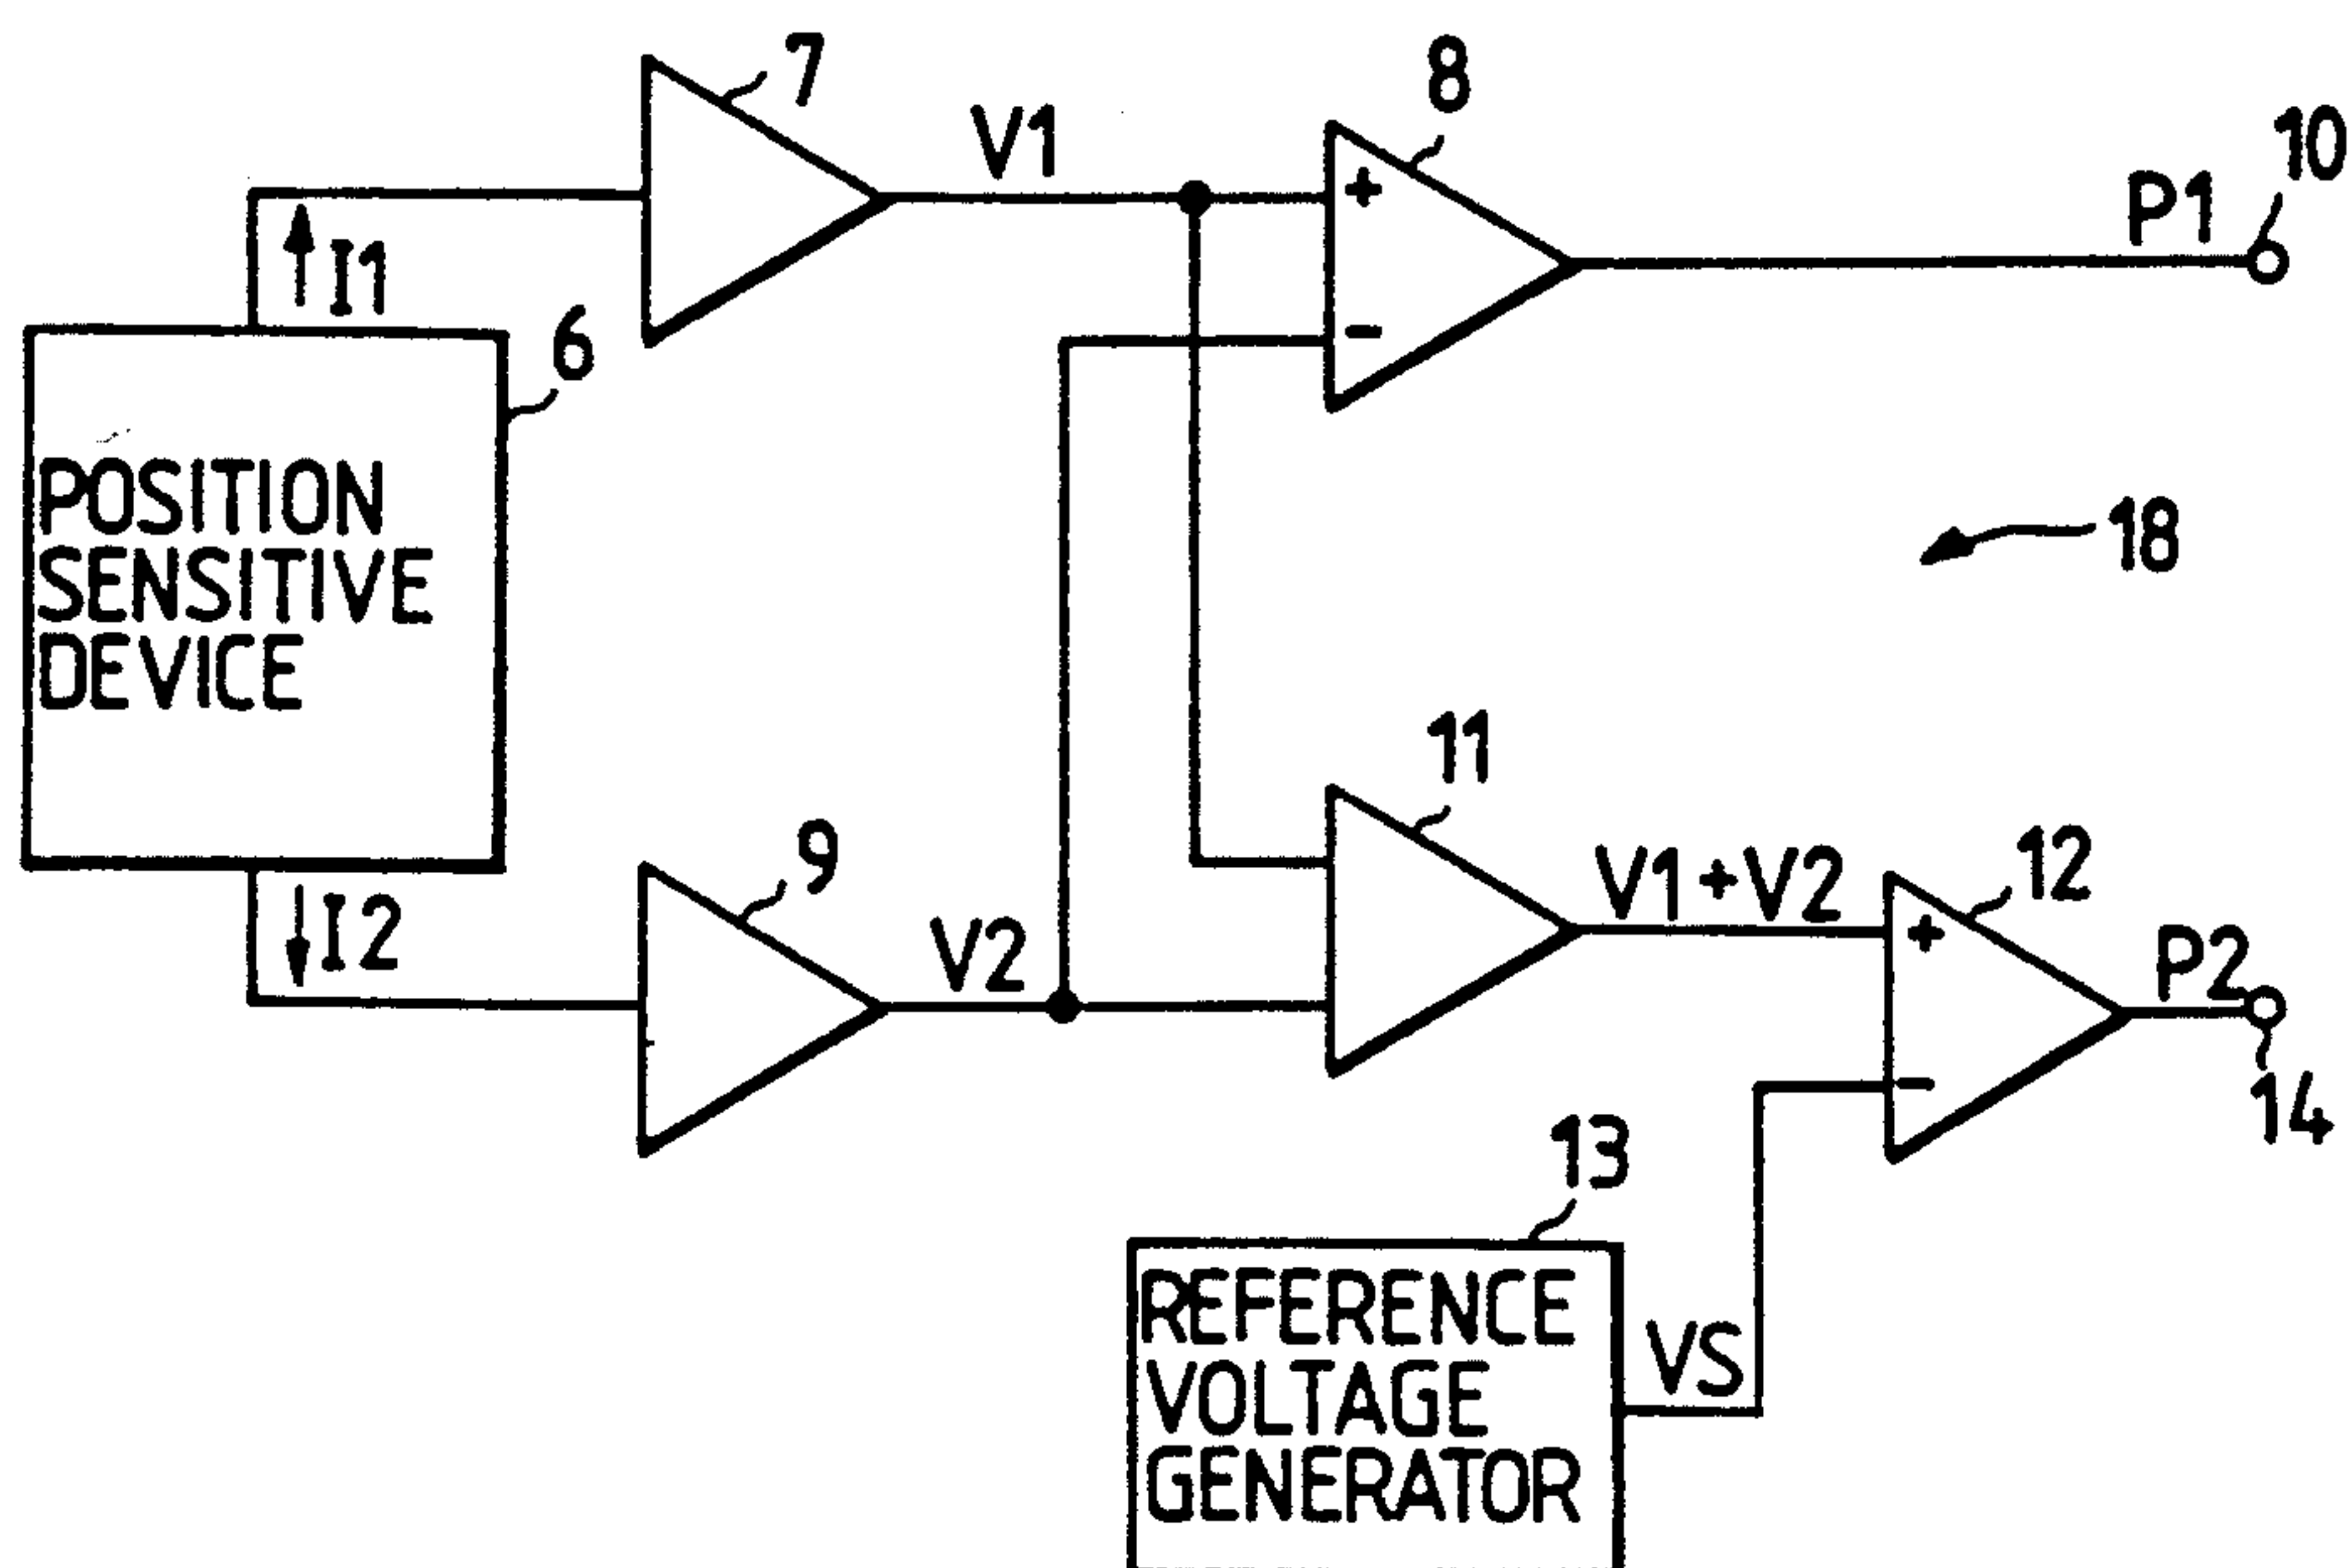 7
8
V1
10
P1
+
I1
6
-
POSITION
SENSITIVE
DEVICE
18
11
9
12
V1+V2
I2
V2
+
P2
-
14
13
REFERENCE
VOLTAGE
GENERATOR
VS